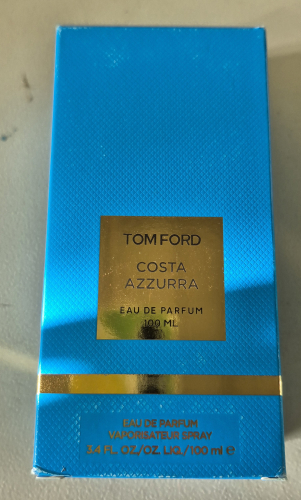 TOM FORD
COSTA
AZZURRA
EAU DE PARFUM
100 ML
EAU DE PARFUM
VAPORISATEUR SPRAY
3.4 FL. OZ/OZ. LIQ./100 ml ℮